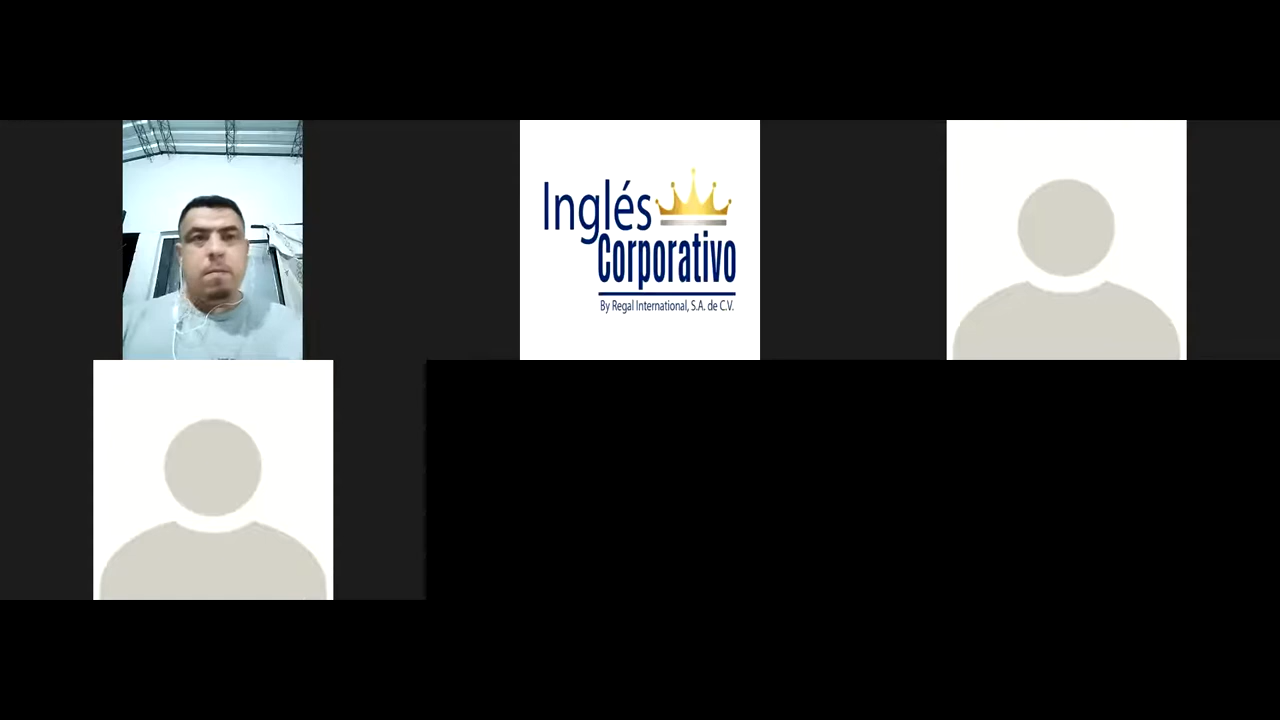 Inglés
Corporativo
By Regal International, S.A. de C.V.